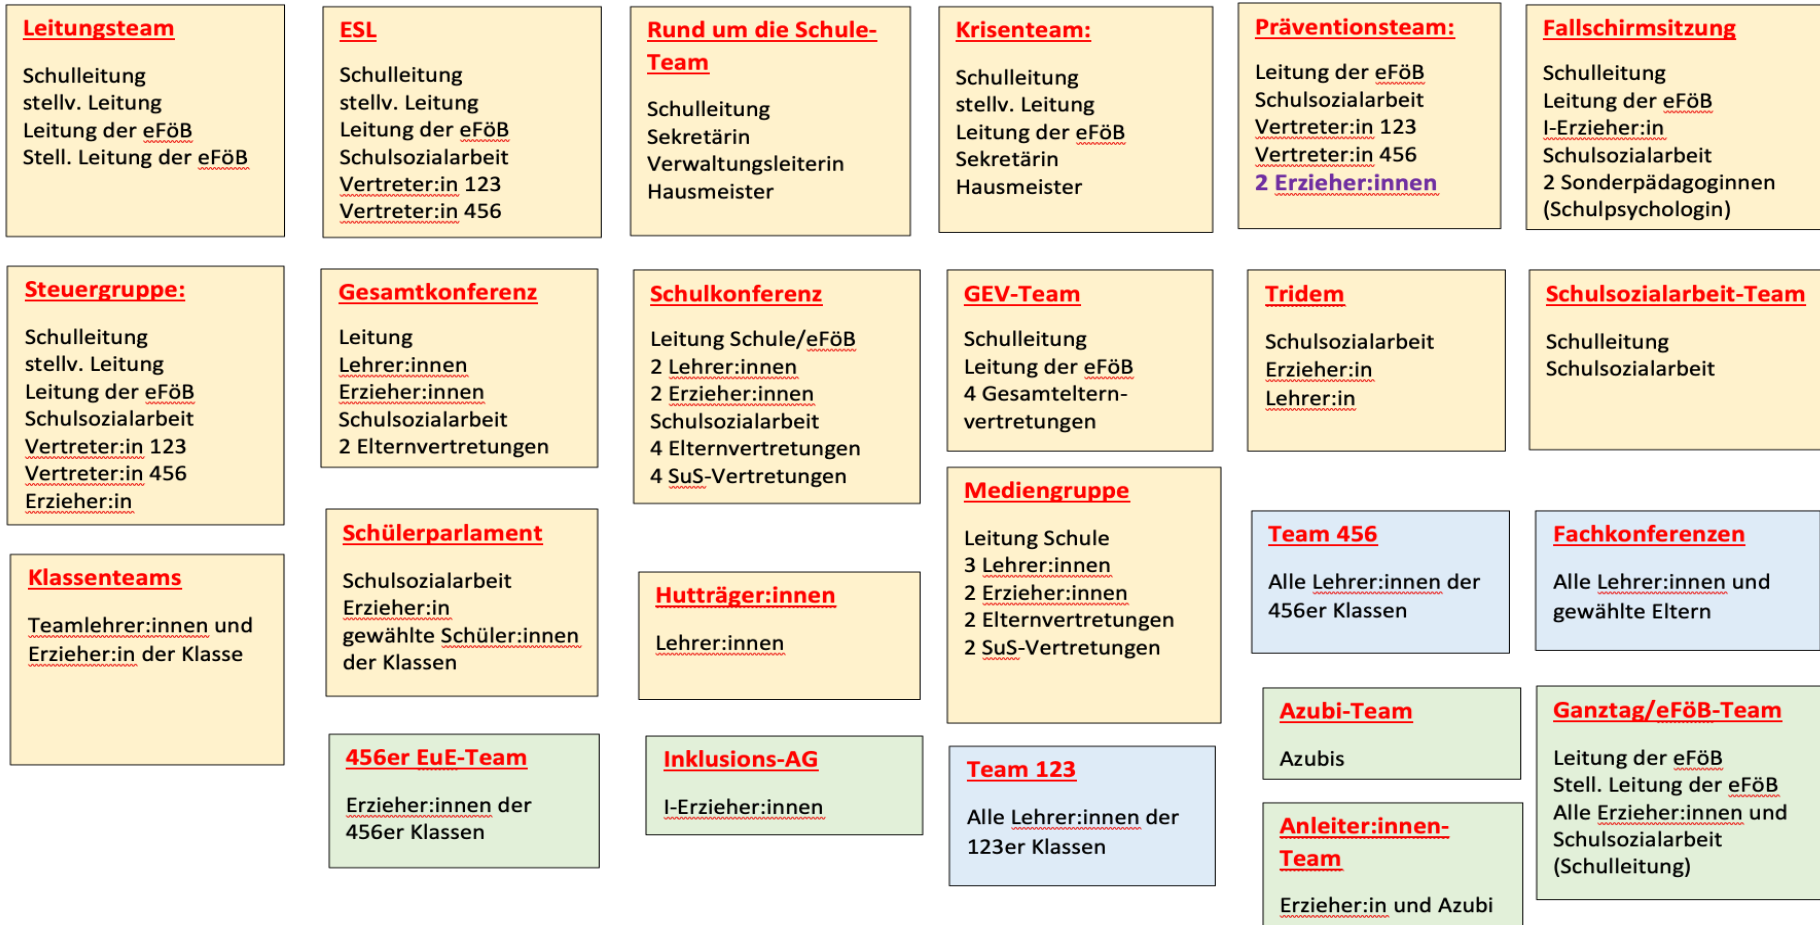 Leitungsteam
Schulleitung
stellv. Leitung
Leitung der eFöB
Stell. Leitung der eFöB
ESL
Schulleitung
stellv. Leitung
Leitung der eFöB
Schulsozialarbeit
Vertreter:in 123
Vertreter:in 456
Rund um die Schule-
Team
Schulleitung
Sekretärin
Verwaltungsleiterin
Hausmeister
Krisenteam:
Schulleitung
stellv. Leitung
Leitung der eFöB
Sekretärin
Hausmeister
Präventionsteam:
Leitung der eFöB
Schulsozialarbeit
Vertreter:in 123
Vertreter:in 456
2 Erzieher:innen
Fallschirmsitzung
Schulleitung
Leitung der eFöB
I-Erzieher:in
Schulsozialarbeit
2 Sonderpädagoginnen
(Schulpsychologin)
Steuergruppe:
Schulleitung
stellv. Leitung
Leitung der eFöB
Schulsozialarbeit
Vertreter:in 123
Vertreter:in 456
Erzieher:in
Gesamtkonferenz
Leitung
Lehrer:innen
Erzieher:innen
Schulsozialarbeit
2 Elternvertretungen
Schulkonferenz
Leitung Schule/eFöB
2 Lehrer:innen
2 Erzieher:innen
Schulsozialarbeit
4 Elternvertretungen
4 SuS-Vertretungen
GEV-Team
Schulleitung
Leitung der eFöB
4 Gesamteltern-
vertretungen
Tridem
Schulsozialarbeit
Erzieher:in
Lehrer:in
Schulsozialarbeit-Team
Schulleitung
Schulsozialarbeit
Klassenteams
Teamlehrer:innen und
Erzieher:in der Klasse
Schülerparlament
Schulsozialarbeit
Erzieher:in
gewählte Schüler:innen
der Klassen
Hutträger:innen
Lehrer:innen
Mediengruppe
Leitung Schule
3 Lehrer:innen
2 Erzieher:innen
2 Elternvertretungen
2 SuS-Vertretungen
Team 456
Alle Lehrer:innen der
456er Klassen
Fachkonferenzen
Alle Lehrer:innen und
gewählte Eltern
456er EuE-Team
Erzieher:innen der
456er Klassen
Inklusions-AG
I-Erzieher:innen
Team 123
Alle Lehrer:innen der
123er Klassen
Azubi-Team
Azubis
Anleiter:innen-
Team
Erzieher:in und Azubi
Ganztag/eFöB-Team
Leitung der eFöB
Stell. Leitung der eFöB
Alle Erzieher:innen und
Schulsozialarbeit
(Schulleitung)